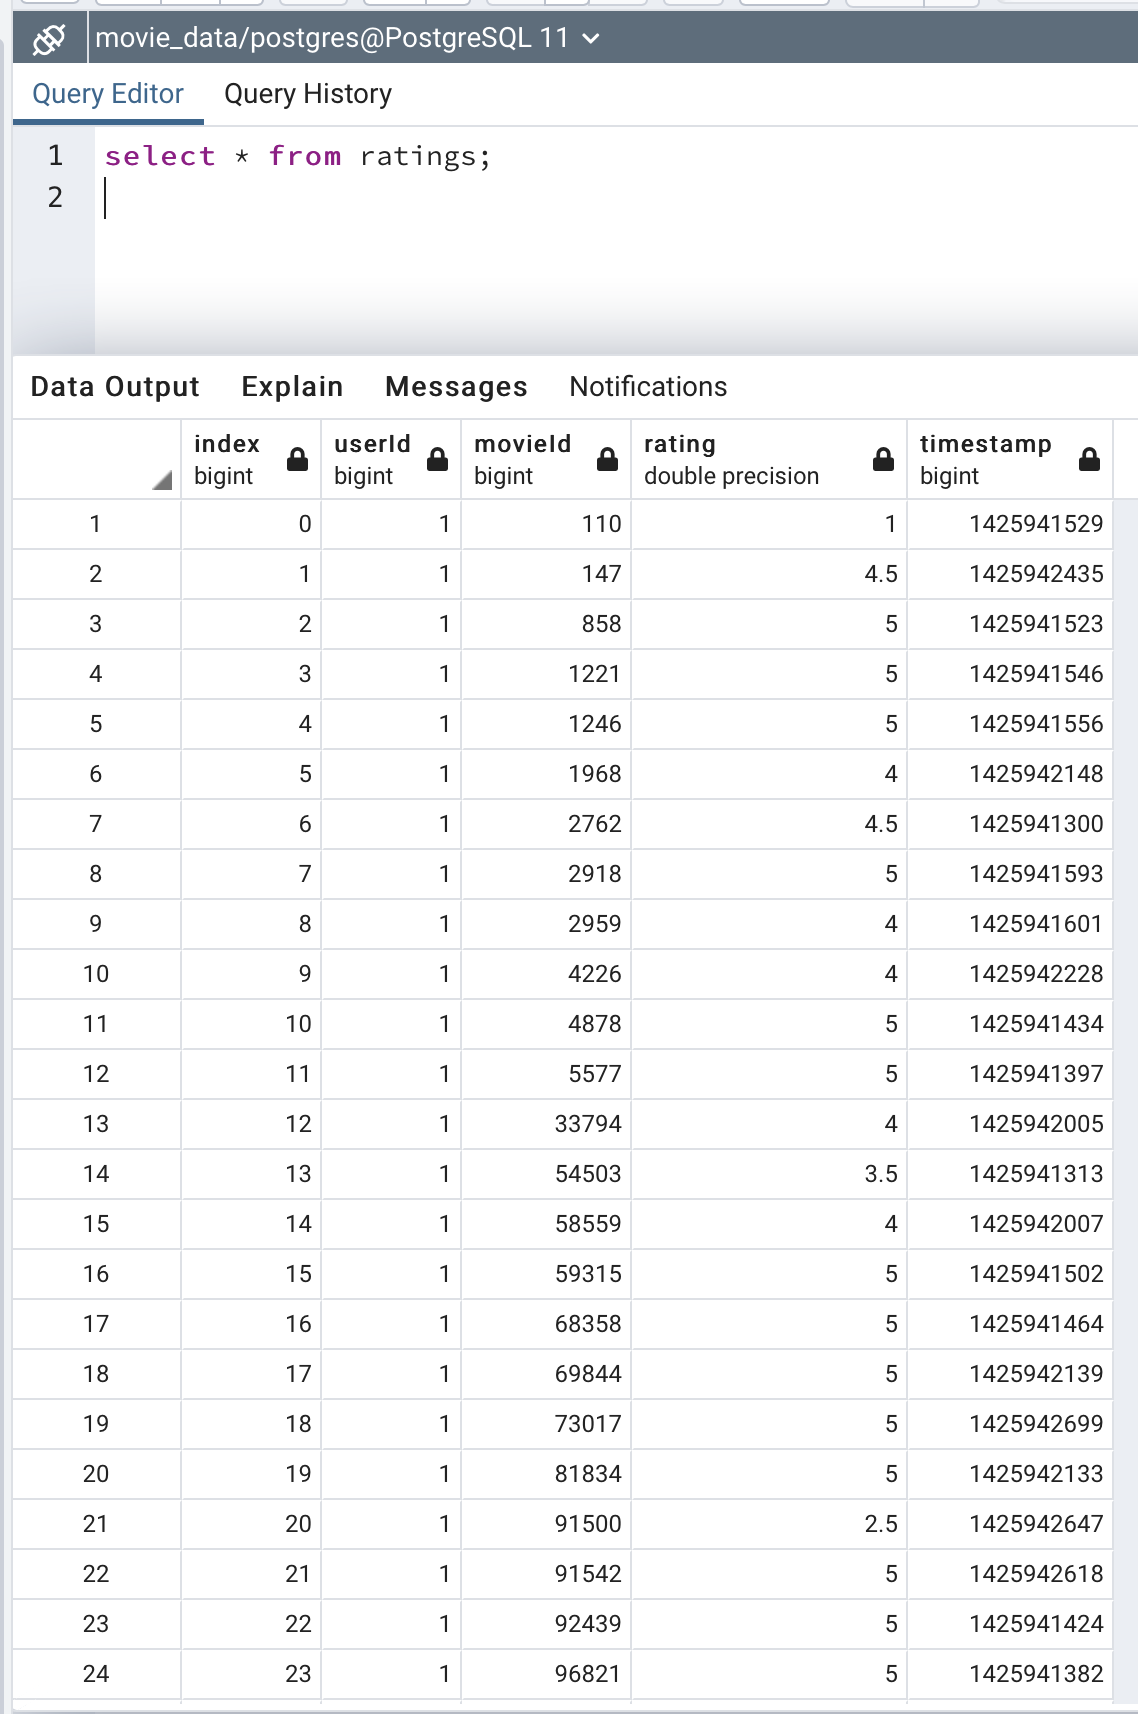 movie_data/postgres@PostgreSQL 11
Query Editor Query History
1 select * from ratings;
2
Data Output Explain Messages Notifications
index userId movieId rating timestamp
bigint bigint bigint double precision bigint
1 0 1 110 1 1425941529
2 1 1 147 4.5 1425942435
3 2 1 858 5 1425941523
4 3 1 1221 5 1425941546
5 4 1 1246 5 1425941556
6 5 1 1968 4 1425942148
7 6 1 2762 4.5 1425941300
8 7 1 2918 5 1425941593
9 8 1 2959 4 1425941601
10 9 1 4226 4 1425942228
11 10 1 4878 5 1425941434
12 11 1 5577 5 1425941397
13 12 1 33794 4 1425942005
14 13 1 54503 3.5 1425941313
15 14 1 58559 4 1425942007
16 15 1 59315 5 1425941502
17 16 1 68358 5 1425941464
18 17 1 69844 5 1425942139
19 18 1 73017 5 1425942699
20 19 1 81834 5 1425942133
21 20 1 91500 2.5 1425942647
22 21 1 91542 5 1425942618
23 22 1 92439 5 1425941424
24 23 1 96821 5 1425941382